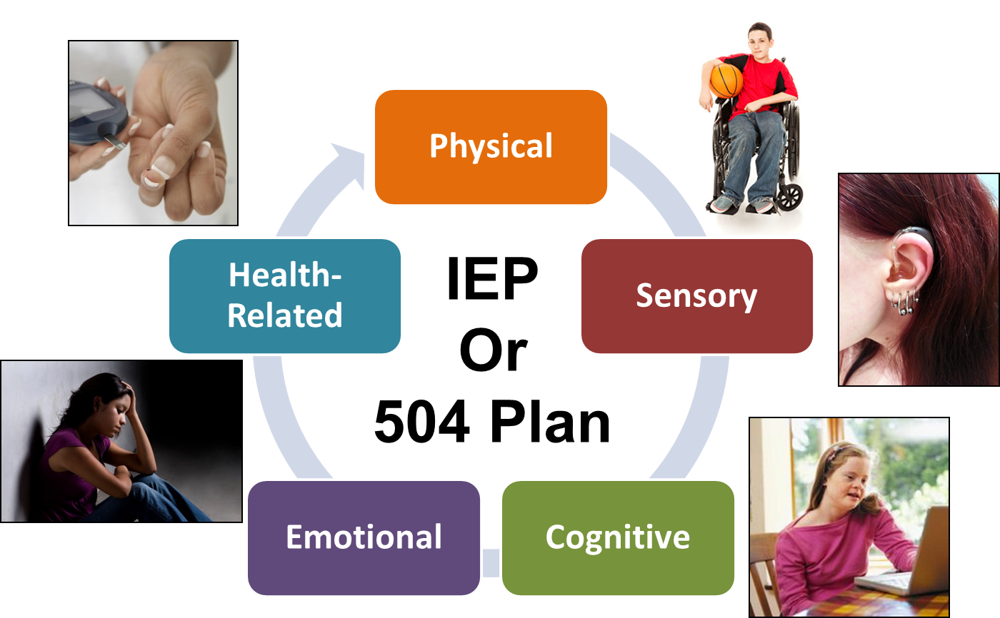 Physical
Health-
Related
IEP
Or
504 Plan
Sensory
Emotional
Cognitive